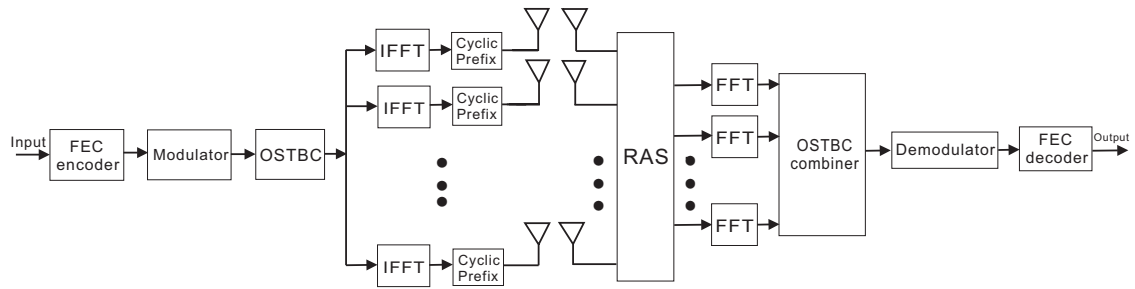 Input
FEC
encoder
Modulator
OSTBC
IFFT
Cyclic
Prefix
IFFT
Cyclic
Prefix
IFFT
Cyclic
Prefix
RAS
FFT
FFT
FFT
OSTBC
combiner
Demodulator
FEC
decoder
Output